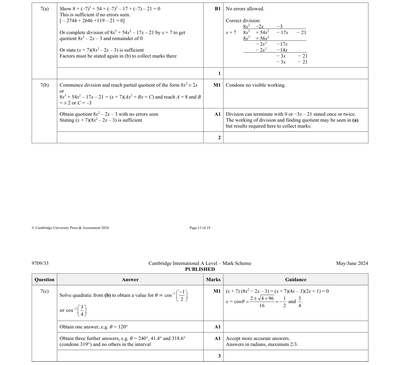 7(a)
Show 8 × (-7)³ + 54 × (-7)² - 17 × (-7) - 21 = 0
This is sufficient if no errors seen.
[ - 2744 + 2646 +119 - 21 = 0]
Or complete division of 8x³ + 54x² - 17x - 21 by x + 7 to get
quotient 8x² - 2x - 3 and remainder of 0
Or state (x + 7)(8x² - 2x - 3) is sufficient
Factors must be stated again in (b) to collect marks there
B1
No errors allowed.
Correct division:
8x² -2x -3
x + 7 8x³ + 54x² - 17x - 21
8x³ + 56x²
- 2x² -17x
- 2x² -14x
- 3x - 21
- 3x - 21
1
7(b)
Commence division and reach partial quotient of the form 8x² ± 2x
or
8x³ + 54x² - 17x - 21 = (x + 7)(Ax² + Bx + C) and reach A = 8 and B
= ± 2 or C = -3
M1
Condone no visible working.
Obtain quotient 8x² - 2x - 3 with no errors seen
Stating (x + 7)(8x² - 2x - 3) is sufficient
A1
Division can terminate with 0 or -3x - 21 stated once or twice.
The working of division and finding quotient may be seen in (a)
but results required here to collect marks.
2
© Cambridge University Press & Assessment 2024
Page 13 of 19
9709/33
Cambridge International A Level – Mark Scheme
PUBLISHED
May/June 2024
Question Answer Marks Guidance
7(c)
Solve quadratic from (b) to obtain a value for θ = cos⁻¹(-1/2)
or cos⁻¹(3/4)
M1
(x + 7)(8x² - 2x - 3) = (x + 7)(4x - 3)(2x + 1) = 0
x = cosθ = (2 ± √(4 + 96))/16 = -1/2 and 3/4
Obtain one answer, e.g. θ = 120°
A1
Obtain three further answers, e.g. θ = 240°, 41.4° and 318.6°
(condone 319°) and no others in the interval
A1
Accept more accurate answers.
Answers in radians, maximum 2/3.
3